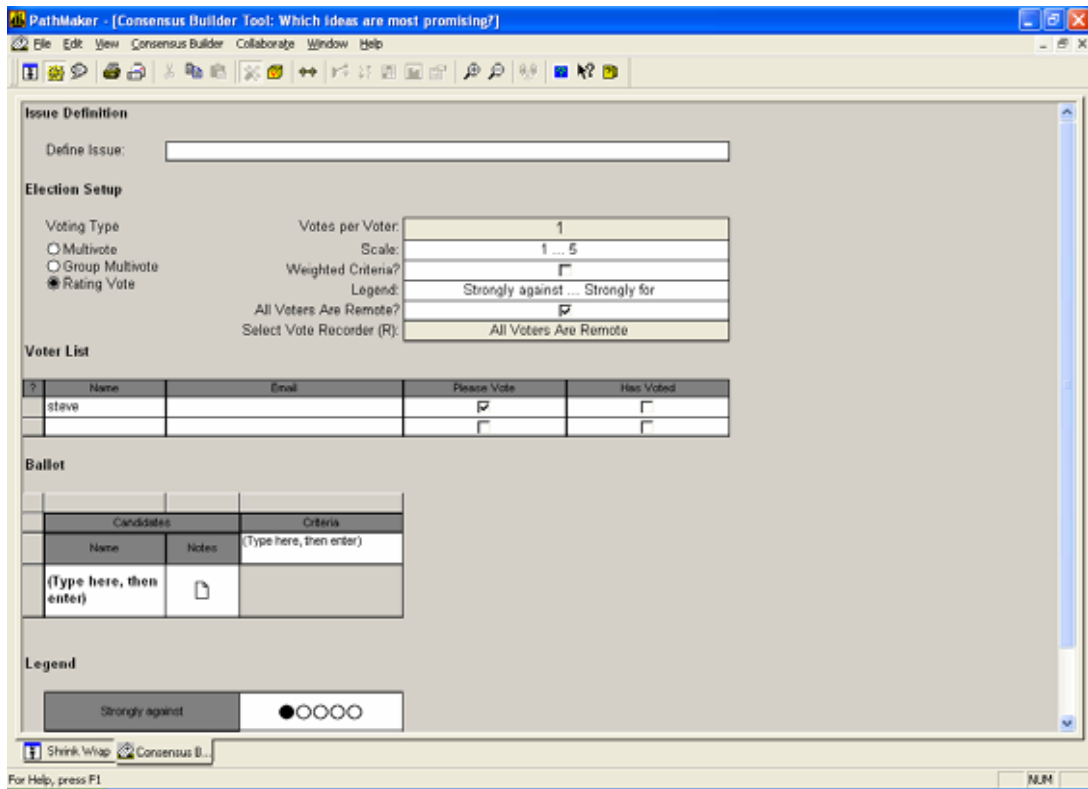 PathMaker - [Consensus Builder Tool: Which ideas are most promising?]
File Edit View Consensus Builder Collaborate Window Help
Issue Definition
Define Issue:
Election Setup
Voting Type
Votes per Voter: 1
Multivote
Scale: 1 ... 5
Group Multivote
Weighted Criteria?
Rating Vote
Legend: Strongly against ... Strongly for
All Voters Are Remote?
Select Vote Recorder (R): All Voters Are Remote
Voter List
? Name Email Please Vote Has Voted
steve
Ballot
Candidates Criteria
Name Notes (Type here, then enter)
(Type here, then
enter)
Legend
Strongly against
Shrink Wrap Consensus B...
For Help, press F1 NUM